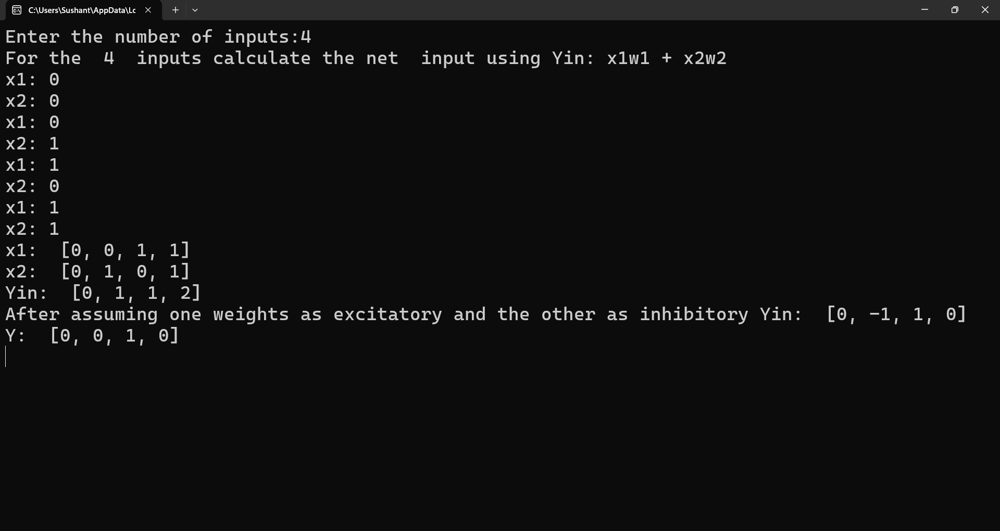 C:\Users\Sushant\AppData\Lc
Enter the number of inputs:4
For the  4  inputs calculate the net  input using Yin: x1w1 + x2w2
x1: 0
x2: 0
x1: 0
x2: 1
x1: 1
x2: 0
x1: 1
x2: 1
x1:  [0, 0, 1, 1]
x2:  [0, 1, 0, 1]
Yin:  [0, 1, 1, 2]
After assuming one weights as excitatory and the other as inhibitory Yin:  [0, -1, 1, 0]
Y:  [0, 0, 1, 0]